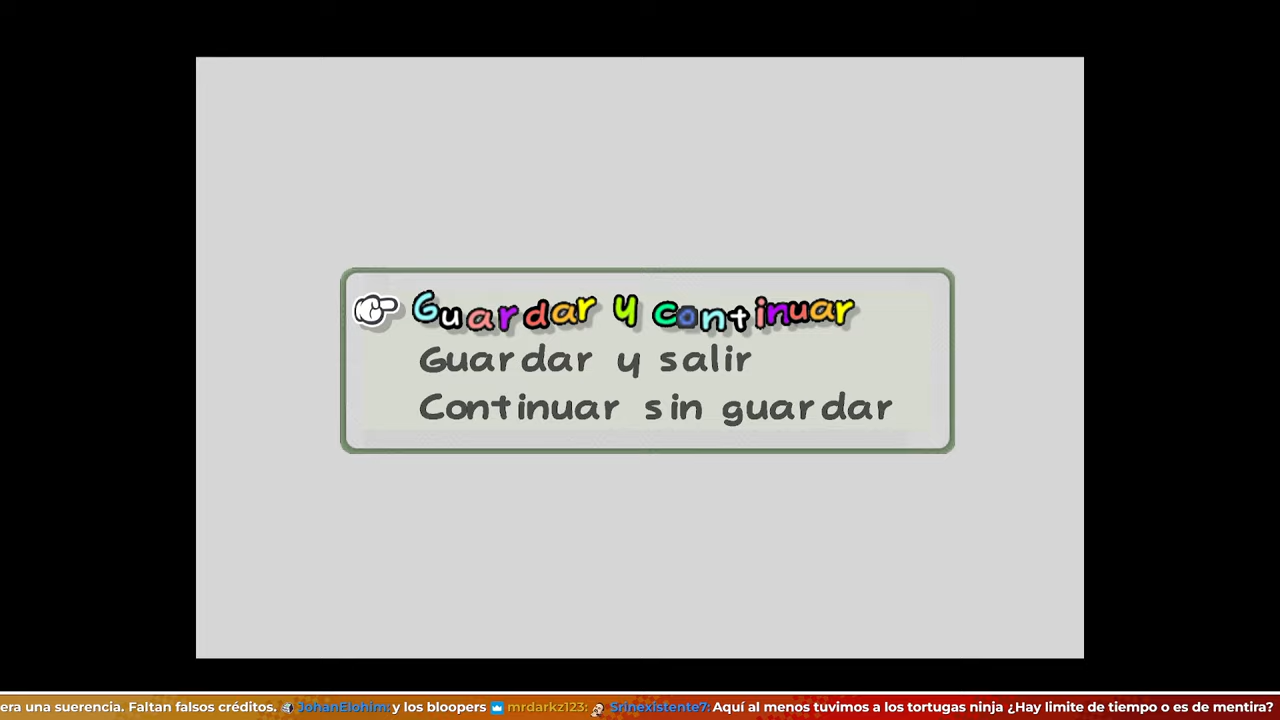 Guardar y continuar
Guardar y salir
Continuar sin guardar
era una suerencia. Faltan falsos créditos. JohanElohim: y los bloopers mrdarkz123: Srinexistente7: Aquí al menos tuvimos a los tortugas ninja ¿Hay limite de tiempo o es de mentira?